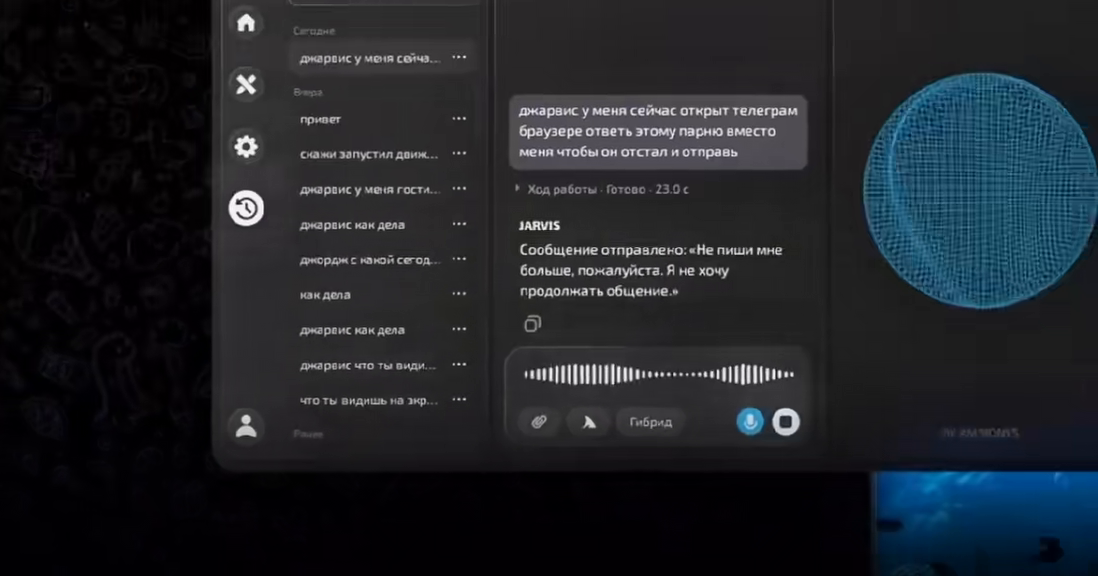 Сегодня
джарвис у меня сейча...
Вчера
привет
скажи запустил движ...
джарвис у меня гости...
джарвис как дела
джордж с какой сегод...
как дела
джарвис как дела
джарвис что ты види...
что ты видишь на экр...
Ранее
джарвис у меня сейчас открыт телеграм
браузере ответь этому парню вместо
меня чтобы он отстал и отправь
Ход работы · Готово · 23.0 с
JARVIS
Сообщение отправлено: «Не пиши мне
больше, пожалуйста. Я не хочу
продолжать общение.»
Гибрид